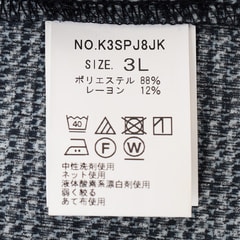 NO.K3SPJ8JK
SIZE. 3L
ポリエステル 88%
レーヨン 12%
40
P W
中性洗剤使用
ネット使用
液体酸素系漂白剤使用
弱く絞る
あて布使用